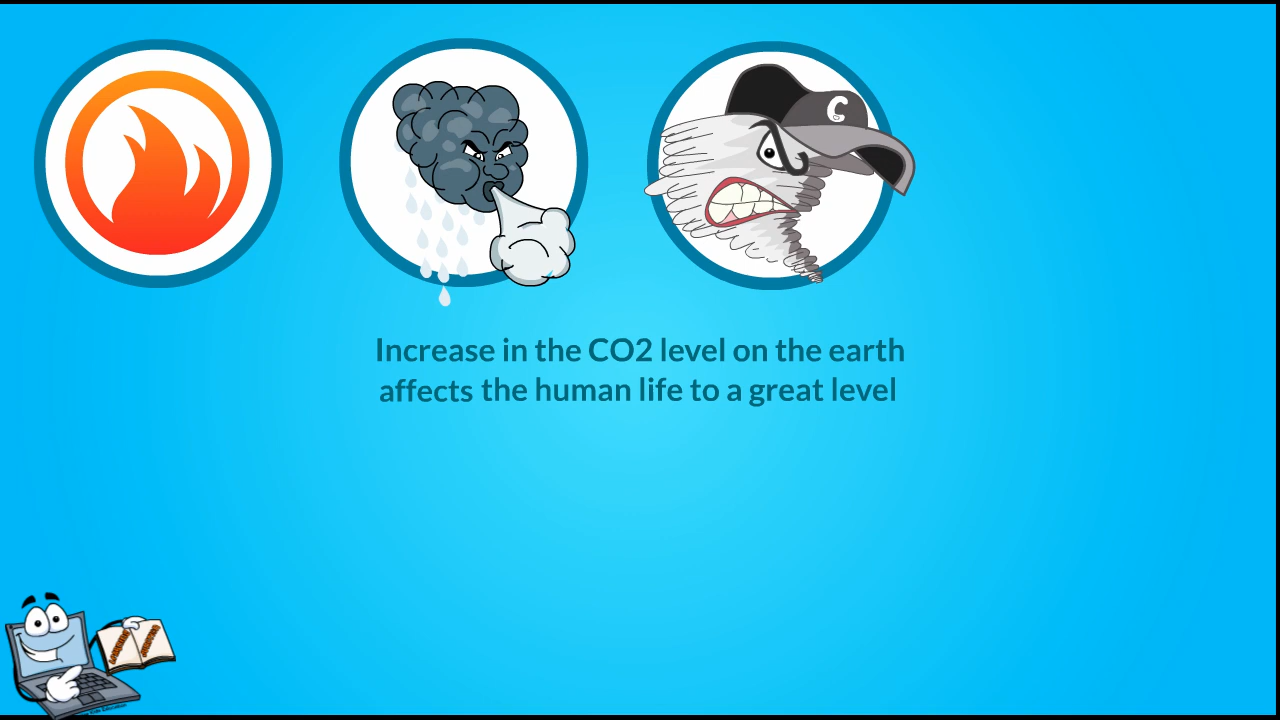 C
Increase in the CO2 level on the earth
affects the human life to a great level